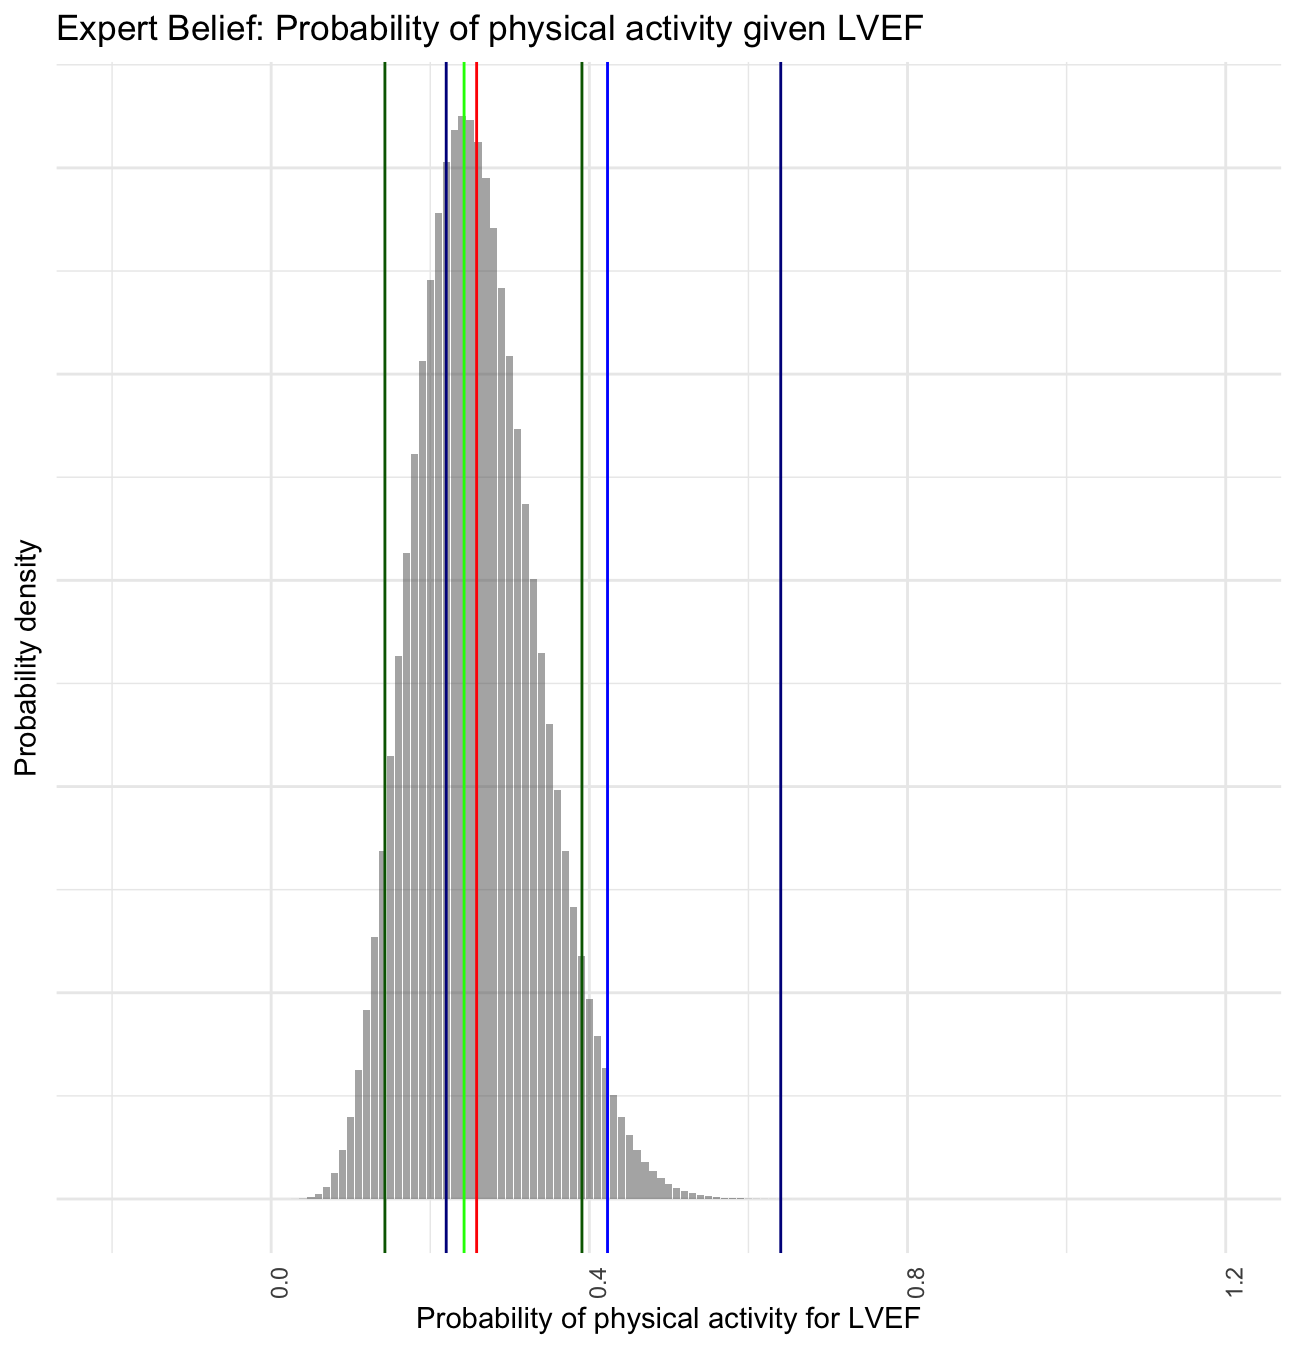 Expert Belief: Probability of physical activity given LVEF
Probability density
0.0
0.4
0.8
1.2
Probability of physical activity for LVEF